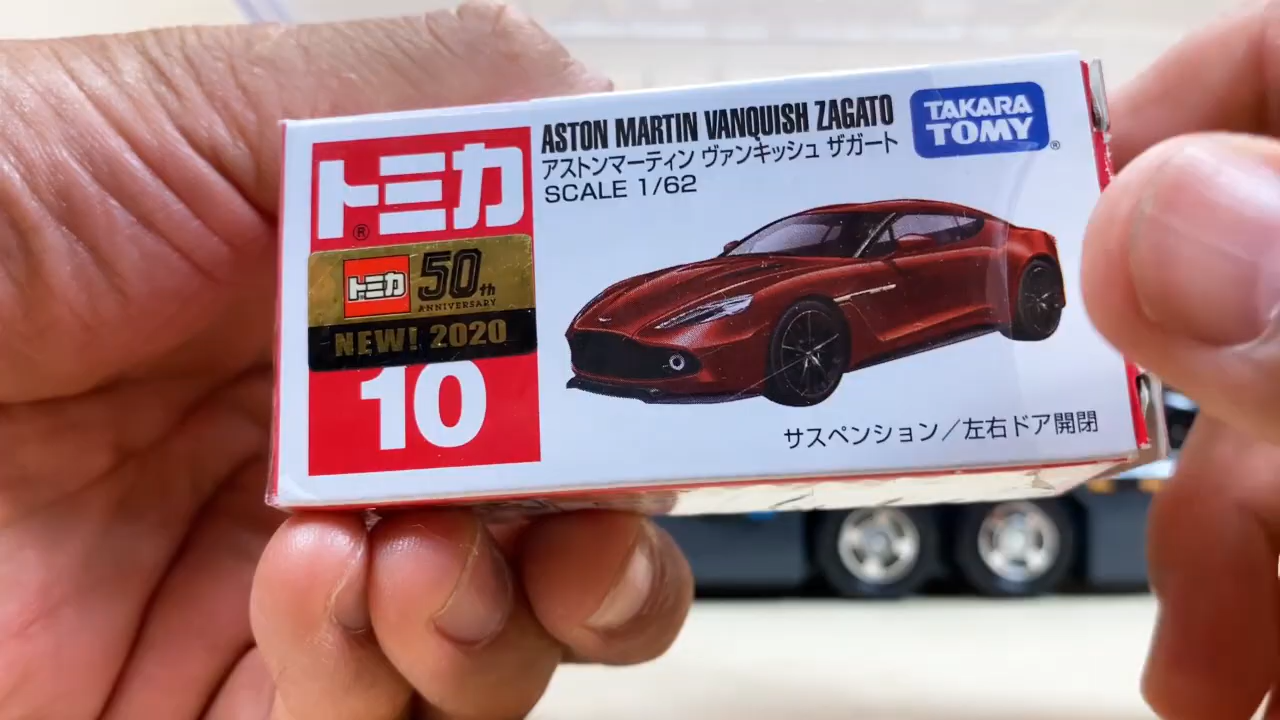 トミカ
®
トミカ 50th
ANNIVERSARY
NEW! 2020
10
ASTON MARTIN VANQUISH ZAGATO
アストンマーティン ヴァンキッシュ ザガート
SCALE 1/62
TAKARA
TOMY
®
サスペンション/左右ドア開閉